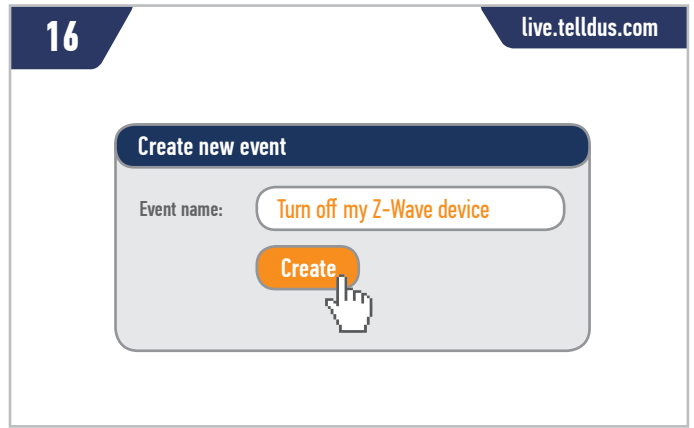 16
live.telldus.com
Create new event
Event name:
Turn off my Z-Wave device
Create